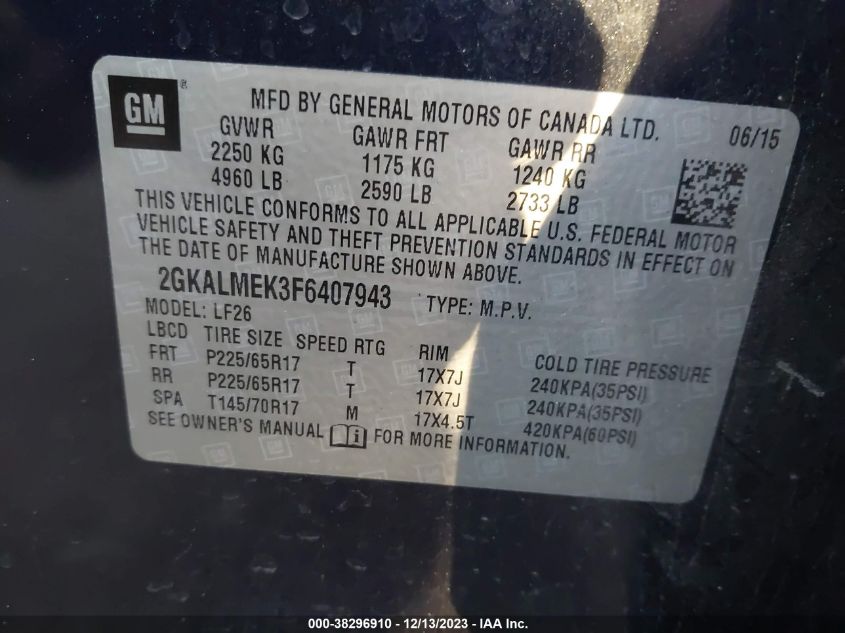 GM ® MFD BY GENERAL MOTORS OF CANADA LTD. 06/15
GVWR GAWR FRT GAWR RR
2250 KG 1175 KG 1240 KG
4960 LB 2590 LB 2733 LB
THIS VEHICLE CONFORMS TO ALL APPLICABLE U.S. FEDERAL MOTOR
VEHICLE SAFETY AND THEFT PREVENTION STANDARDS IN EFFECT ON
THE DATE OF MANUFACTURE SHOWN ABOVE.
2GKALMEK3F6407943 TYPE: M.P.V.
MODEL: LF26
LBCD TIRE SIZE SPEED RTG RIM COLD TIRE PRESSURE
FRT P225/65R17 T 17X7J 240KPA(35PSI)
RR P225/65R17 T 17X7J 240KPA(35PSI)
SPA T145/70R17 M 17X4.5T 420KPA(60PSI)
SEE OWNER'S MANUAL FOR MORE INFORMATION.
000-38296910 - 12/13/2023 - IAA Inc.